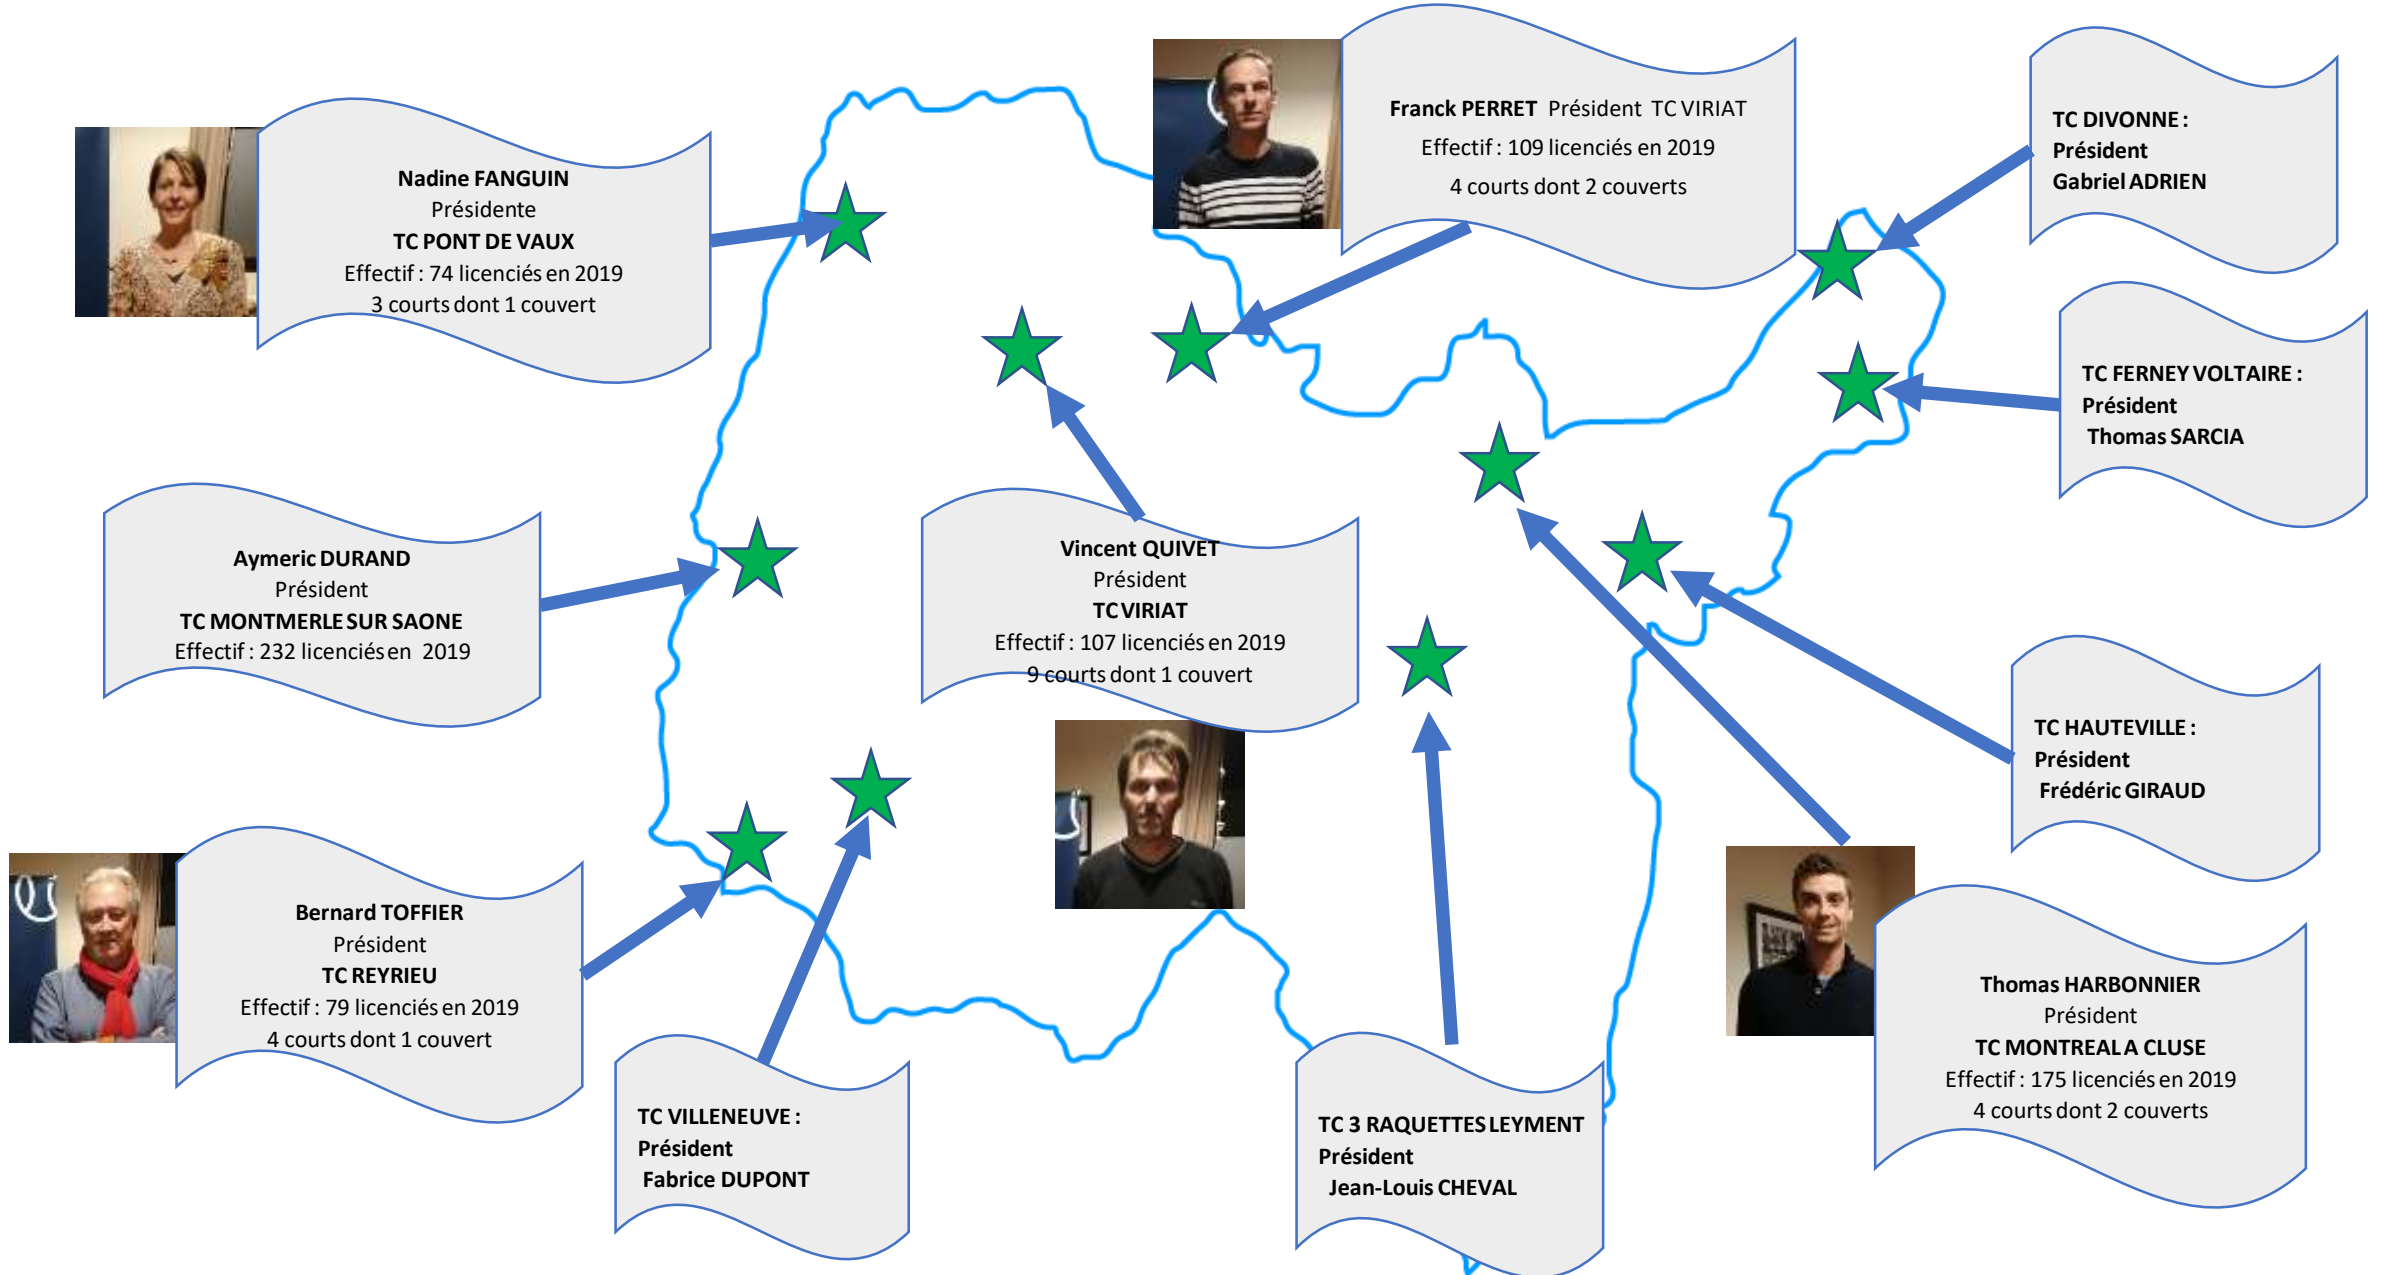 Franck PERRET Président TC VIRIAT
Effectif : 109 licenciés en 2019
4 courts dont 2 couverts
TC DIVONNE :
Président
Gabriel ADRIEN
Nadine FANGUIN
Présidente
TC PONT DE VAUX
Effectif : 74 licenciés en 2019
3 courts dont 1 couvert
TC FERNEY VOLTAIRE :
Président
Thomas SARCIA
Aymeric DURAND
Président
TC MONTMERLE SUR SAONE
Effectif : 232 licenciés en 2019
Vincent QUIVET
Président
TC VIRIAT
Effectif : 107 licenciés en 2019
9 courts dont 1 couvert
TC HAUTEVILLE :
Président
Frédéric GIRAUD
Bernard TOFFIER
Président
TC REYRIEU
Effectif : 79 licenciés en 2019
4 courts dont 1 couvert
Thomas HARBONNIER
Président
TC MONTREAL A CLUSE
Effectif : 175 licenciés en 2019
4 courts dont 2 couverts
TC VILLENEUVE :
Président
Fabrice DUPONT
TC 3 RAQUETTES LEYMENT
Président
Jean-Louis CHEVAL